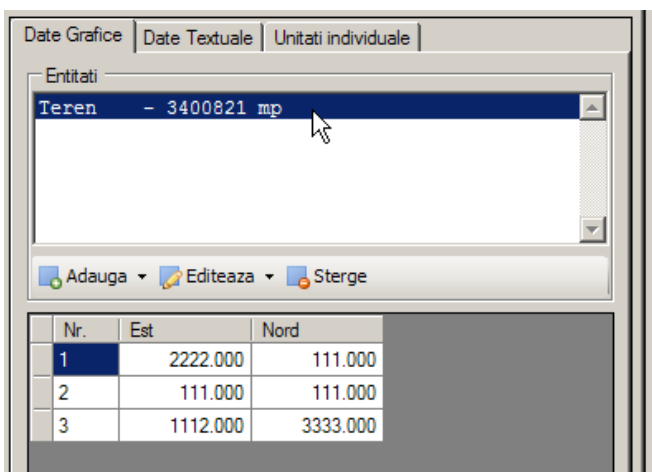 Date Grafice Date Textuale Unitati individuale
Entitati
Teren - 3400821 mp
Adauga Editeaza Sterge
Nr. Est Nord
1 2222.000 111.000
2 111.000 111.000
3 1112.000 3333.000